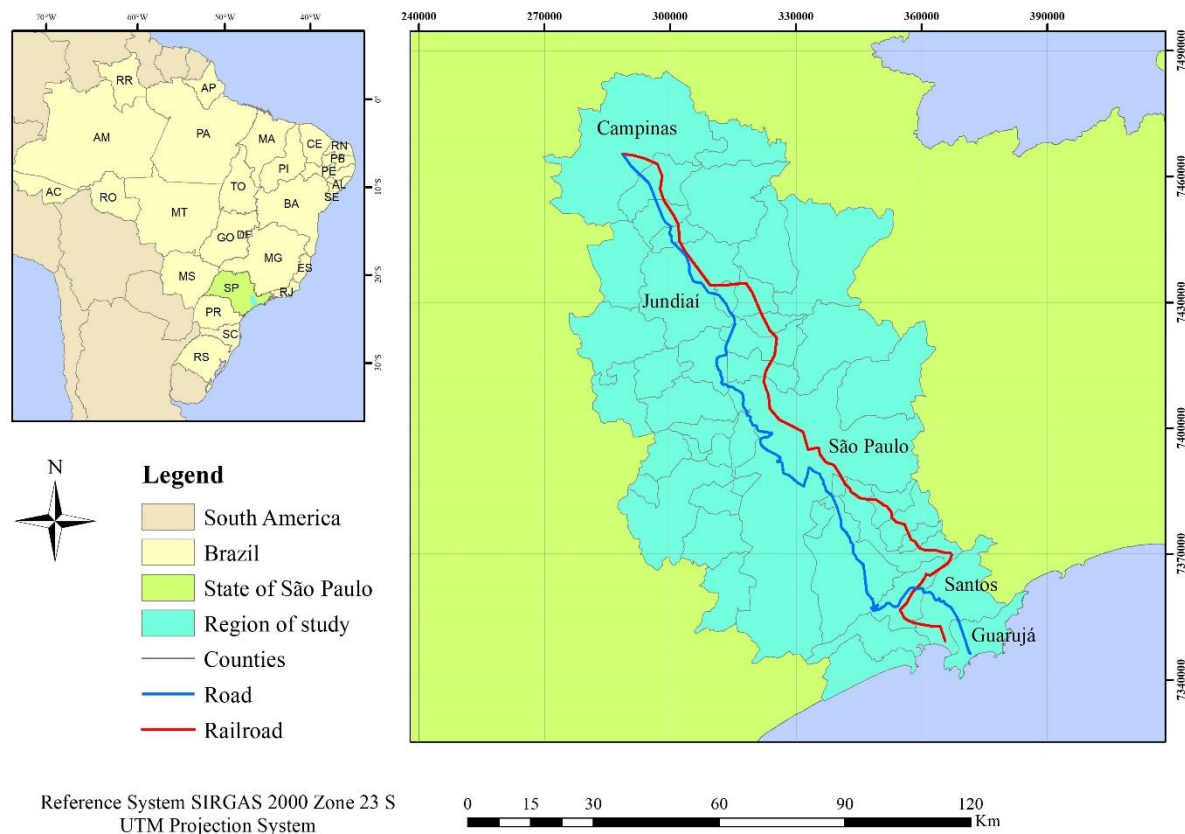 70°W 60°W 50°W 40°W
0°
10°S
20°S
30°S
RR
AP
AM
PA
MA
CE
RN
PB
PE
AL
SE
PI
AC
RO
TO
MT
BA
GO
DF
MG
ES
MS
SP
RJ
PR
SC
RS
240000 270000 300000 330000 360000 390000
7490000
7460000
7430000
7400000
7370000
7340000
Campinas
Jundiaí
São Paulo
Santos
Guarujá
N
Legend
South America
Brazil
State of São Paulo
Region of study
Counties
Road
Railroad
Reference System SIRGAS 2000 Zone 23 S
UTM Projection System
0 15 30 60 90 120
Km